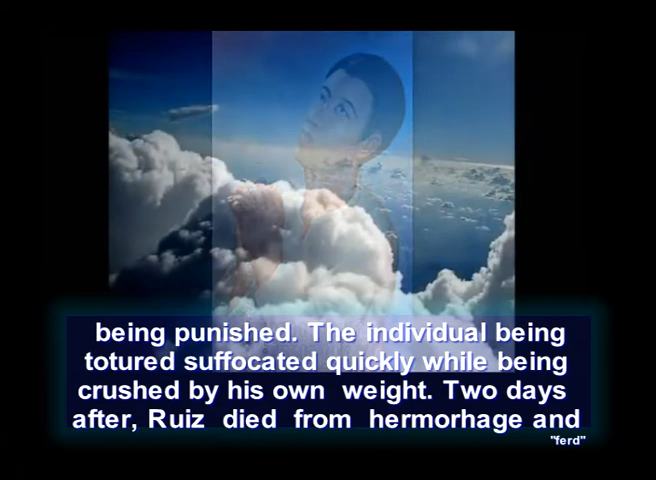 being punished. The individual being
totured suffocated quickly while being
crushed by his own weight. Two days
after, Ruiz died from hermorhage and
"ferd"